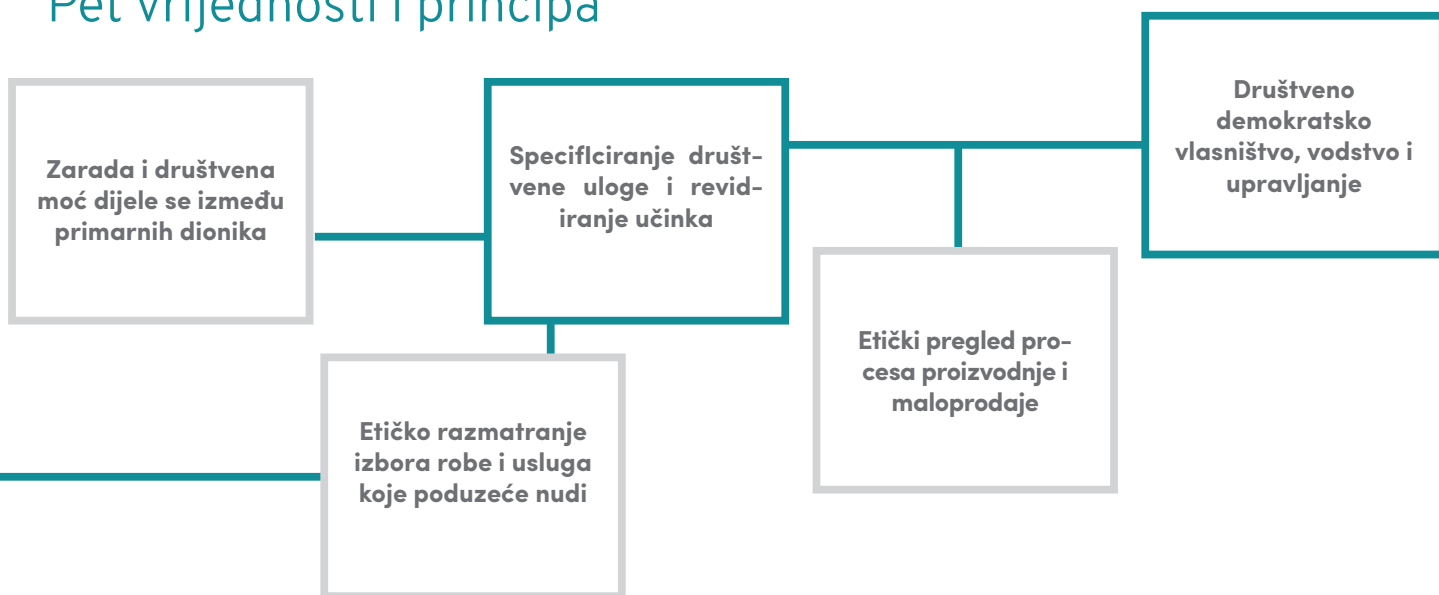 Pet vrijednosti i principa
Zarada i društvena
moć dijele se između
primarnih dionika
Specificiranje društ-
vene uloge i revid-
iranje učinka
Društveno
demokratsko
vlasništvo, vodstvo i
upravljanje
Etičko razmatranje
izbora robe i usluga
koje poduzeće nudi
Etički pregled pro-
cesa proizvodnje i
maloprodaje